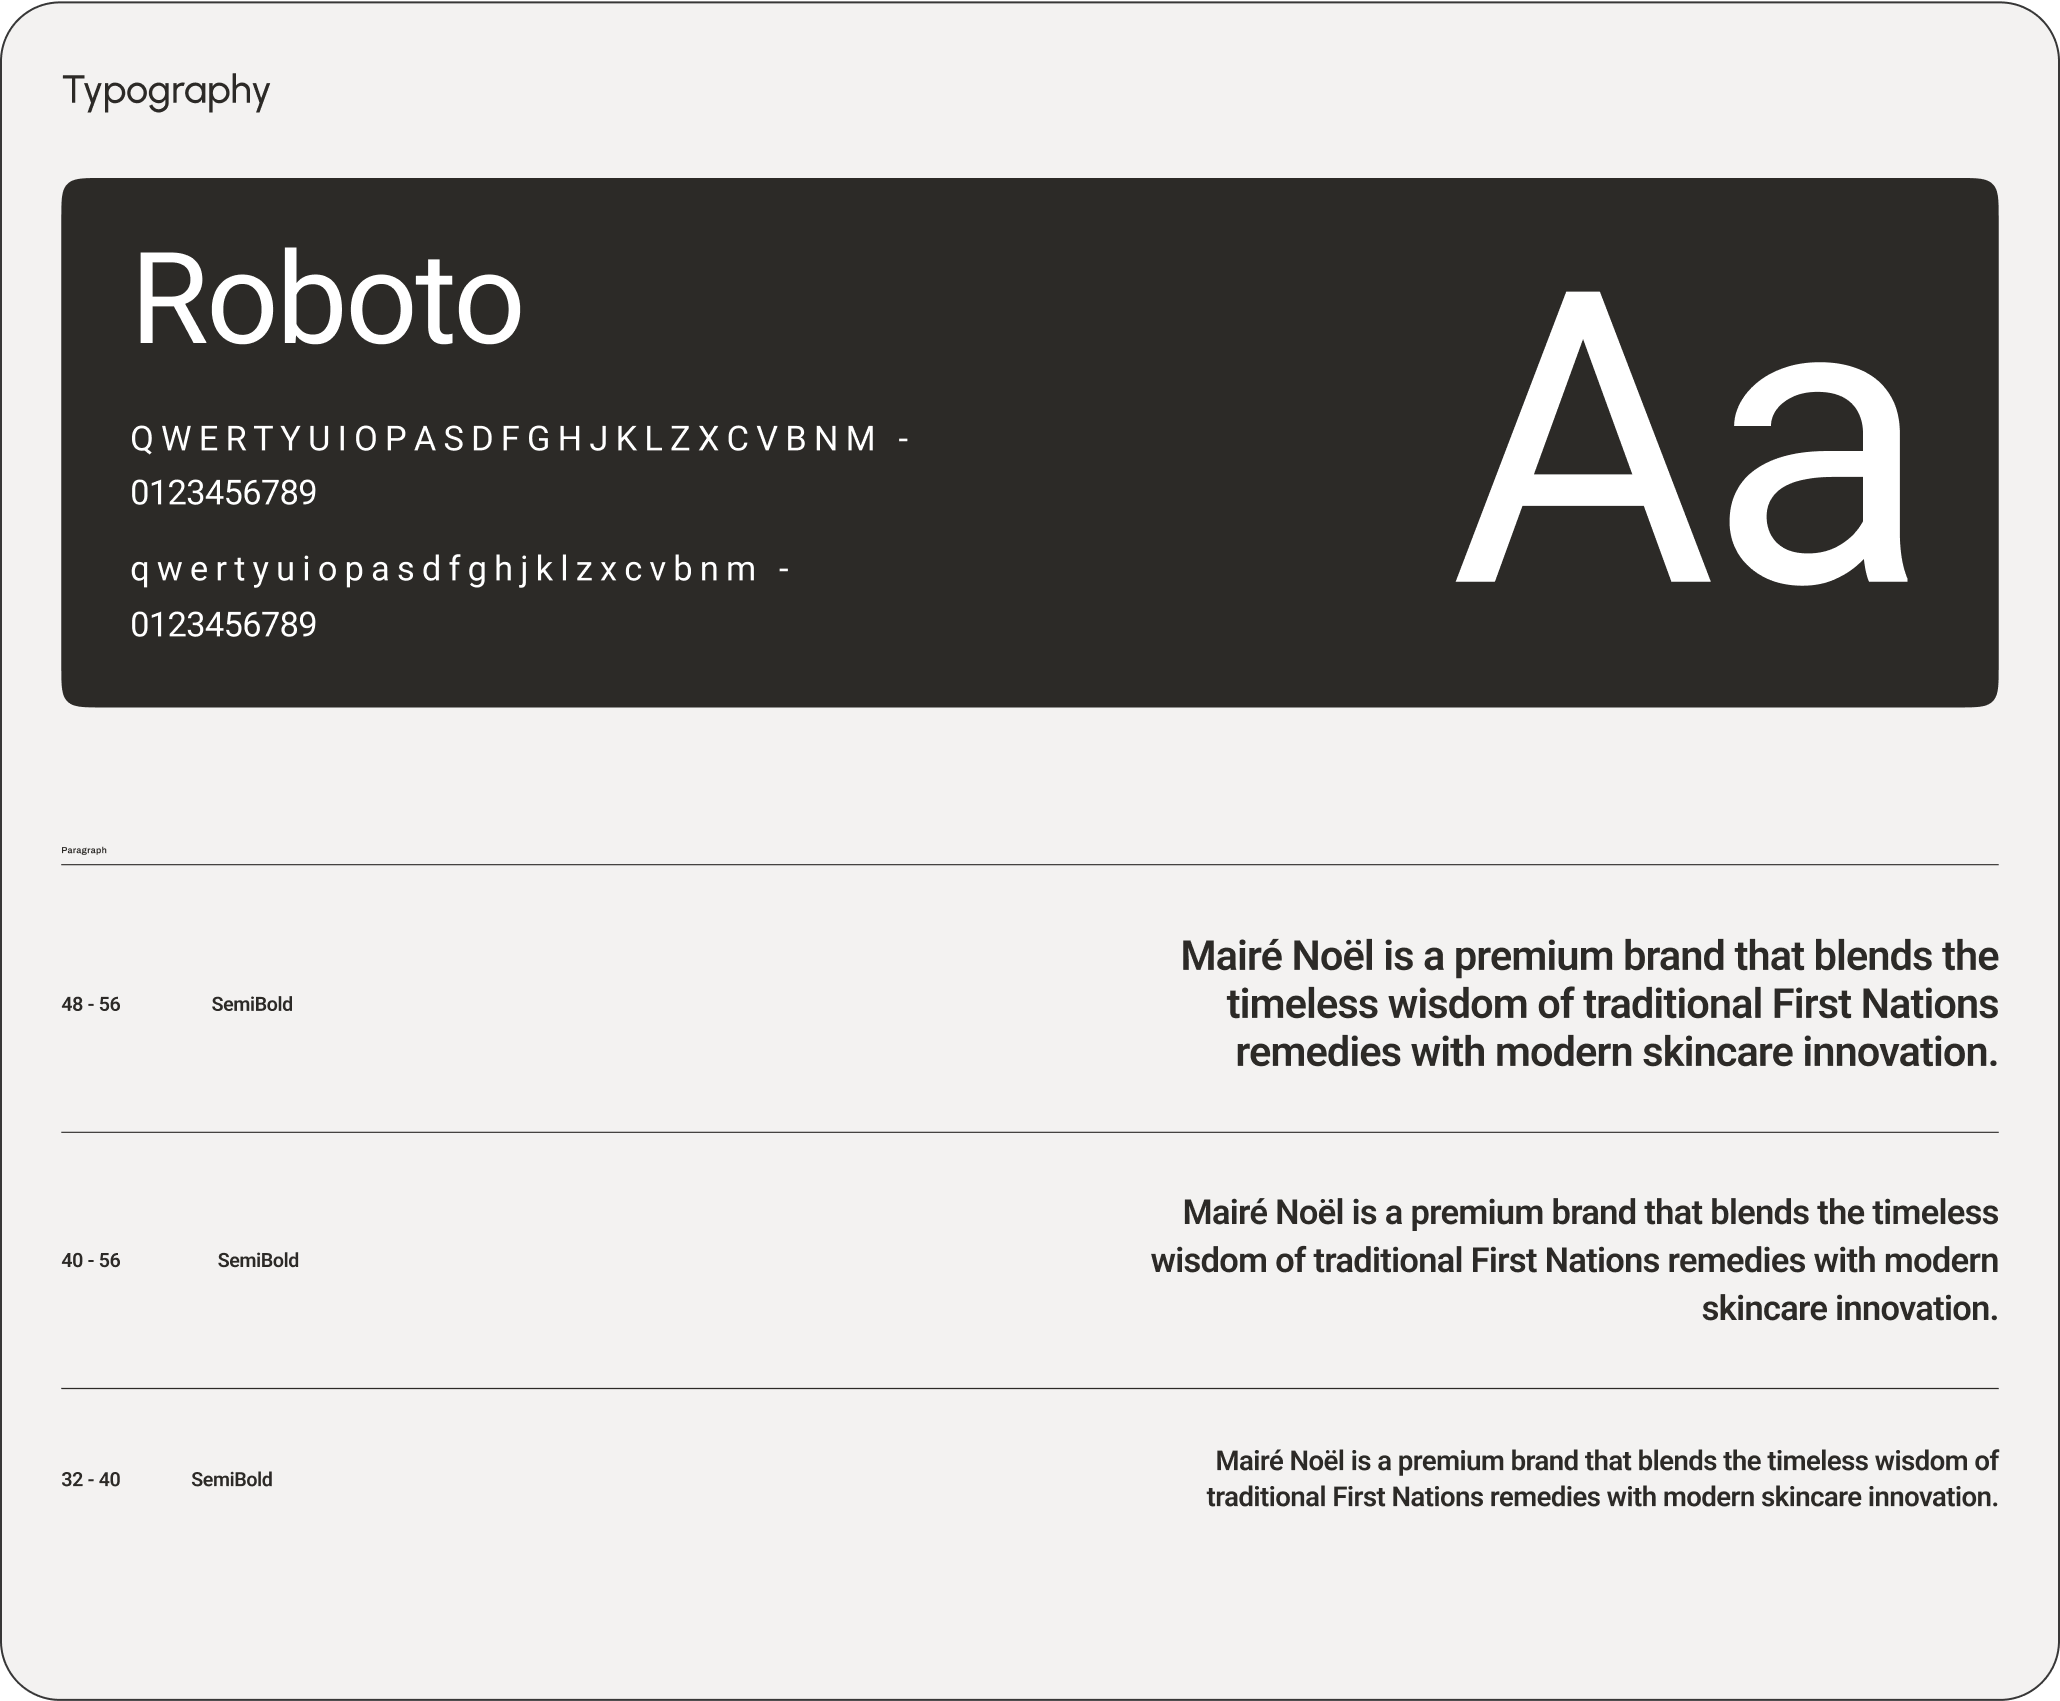 Typography
Roboto
Aa
Q W E R T Y U I O P A S D F G H J K L Z X C V B N M -
0123456789
q w e r t y u i o p a s d f g h j k l z x c v b n m -
0123456789
Paragraph
48 - 56 SemiBold
Mairé Noël is a premium brand that blends the
timeless wisdom of traditional First Nations
remedies with modern skincare innovation.
40 - 56 SemiBold
Mairé Noël is a premium brand that blends the timeless
wisdom of traditional First Nations remedies with modern
skincare innovation.
32 - 40 SemiBold
Mairé Noël is a premium brand that blends the timeless wisdom of
traditional First Nations remedies with modern skincare innovation.